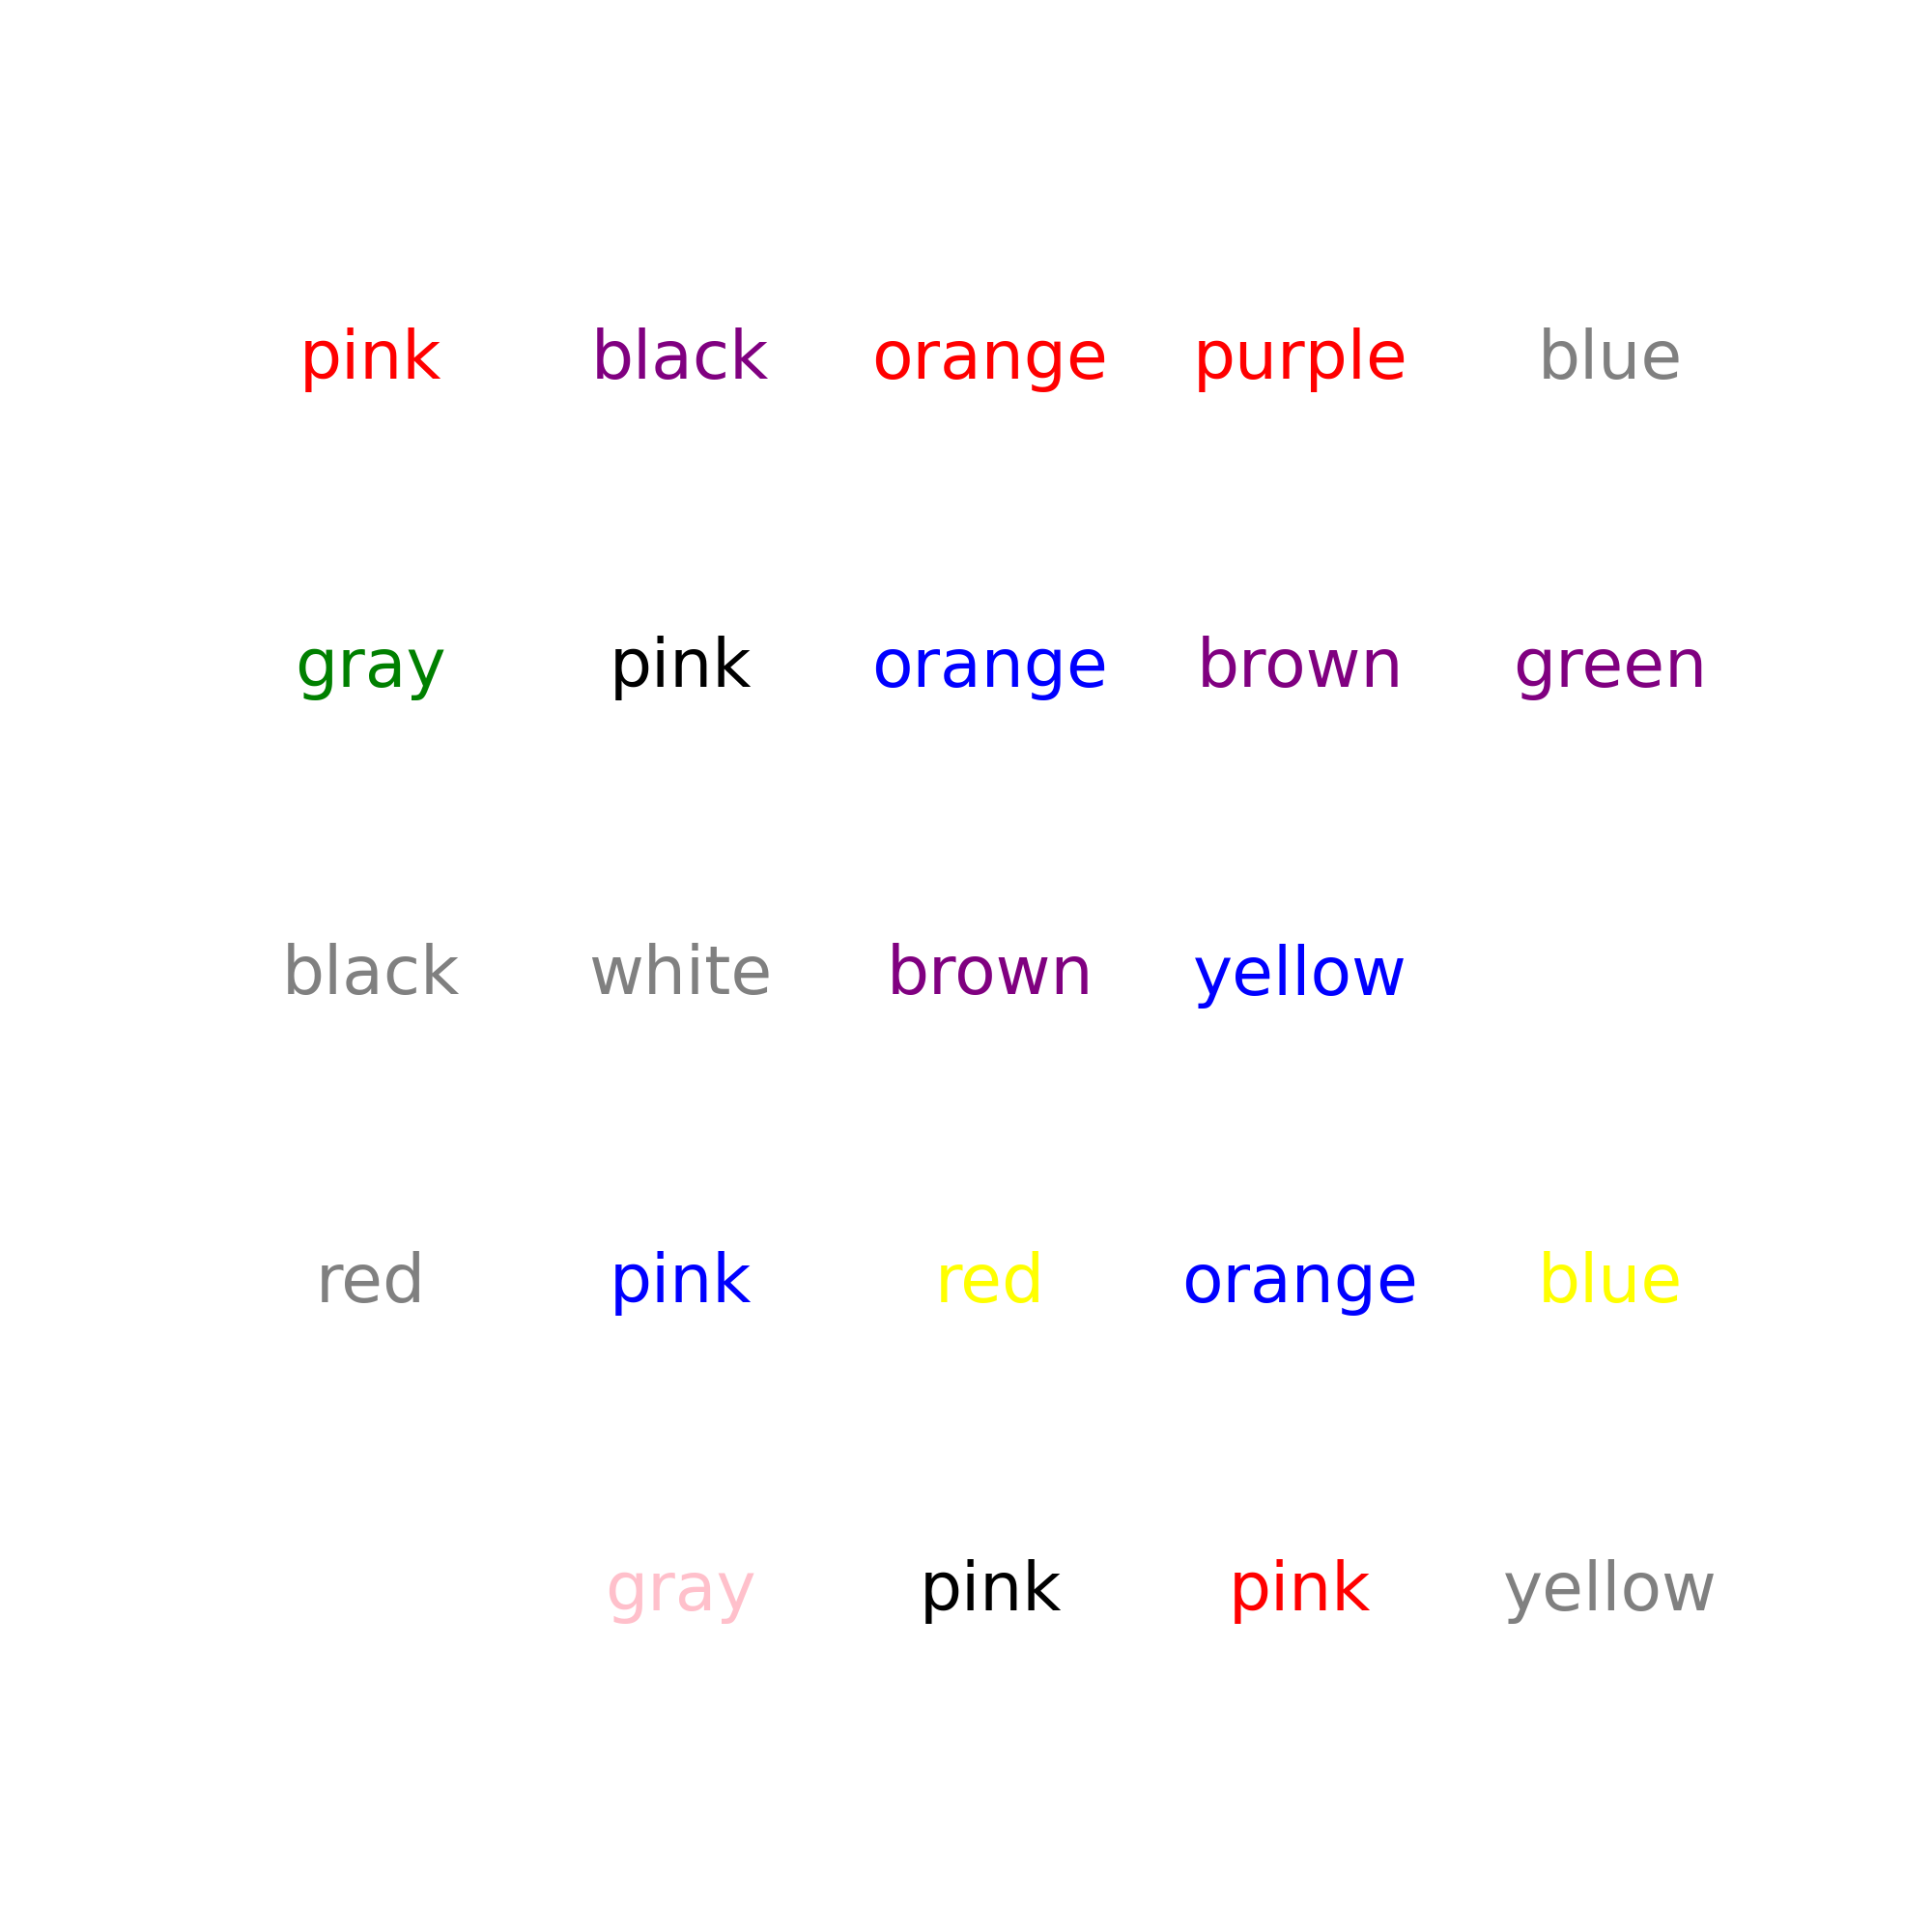 pink black orange purple blue
gray pink orange brown green
black white brown yellow
red pink red orange blue
gray pink pink yellow